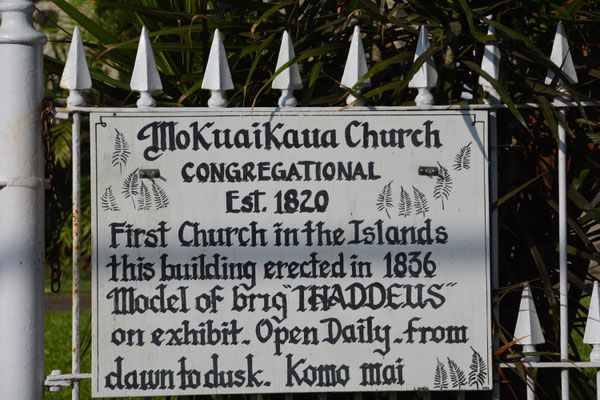 MoKuaiKaua Church
CONGREGATIONAL
Est. 1820
First Church in the Islands
this building erected in 1836
Model of brig "THADDEUS"
on exhibit. Open Daily. from
dawn to dusk. Komo mai